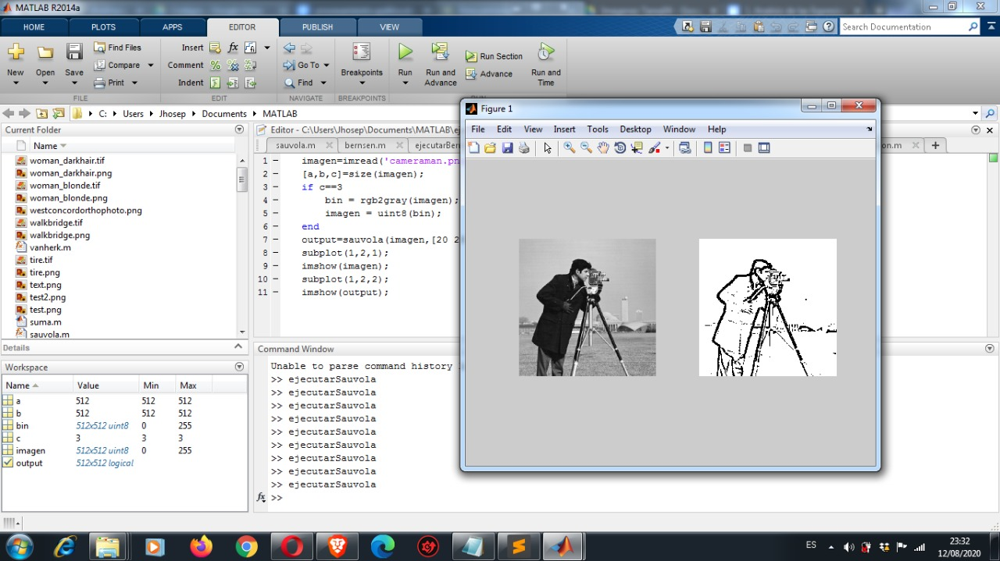 MATLAB R2014a
HOME PLOTS APPS EDITOR PUBLISH VIEW
Search Documentation
New Open Save Find Files Compare Print
Insert Comment Indent
Go To Find
Breakpoints
Run Run and Advance Run Section Advance Run and Time
FILE EDIT NAVIGATE BREAKPOINTS
C: Users Jhosep Documents MATLAB
Current Folder
Name
woman_darkhair.tif
woman_darkhair.png
woman_blonde.tif
woman_blonde.png
westconcordorthophoto.png
walkbridge.tif
walkbridge.png
vanherk.m
tire.tif
tire.png
text.png
test2.png
test.png
suma.m
sauvola.m
Details
Workspace
Name Value Min Max
a 512 512 512
b 512 512 512
bin 512x512 uint8 0 255
c 3 3 3
imagen 512x512 uint8 0 255
output 512x512 logical
Editor - C:\Users\Jhosep\Documents\MATLAB\
sauvola.m bernsen.m
1 imagen=imread('cameraman.pn
2 [a,b,c]=size(imagen);
3 if c==3
4 bin = rgb2gray(imagen);
5 imagen = uint8(bin);
6 end
7 output=sauvola(imagen,[20 2
8 subplot(1,2,1);
9 imshow(imagen);
10 subplot(1,2,2);
11 imshow(output);
Command Window
Unable to parse command history
>> ejecutarSauvola
>> ejecutarSauvola
>> ejecutarSauvola
>> ejecutarSauvola
>> ejecutarSauvola
>> ejecutarSauvola
>> ejecutarSauvola
>> ejecutarSauvola
>> ejecutarSauvola
fx >>
Figure 1
File Edit View Insert Tools Desktop Window Help
ES
23:32
12/08/2020